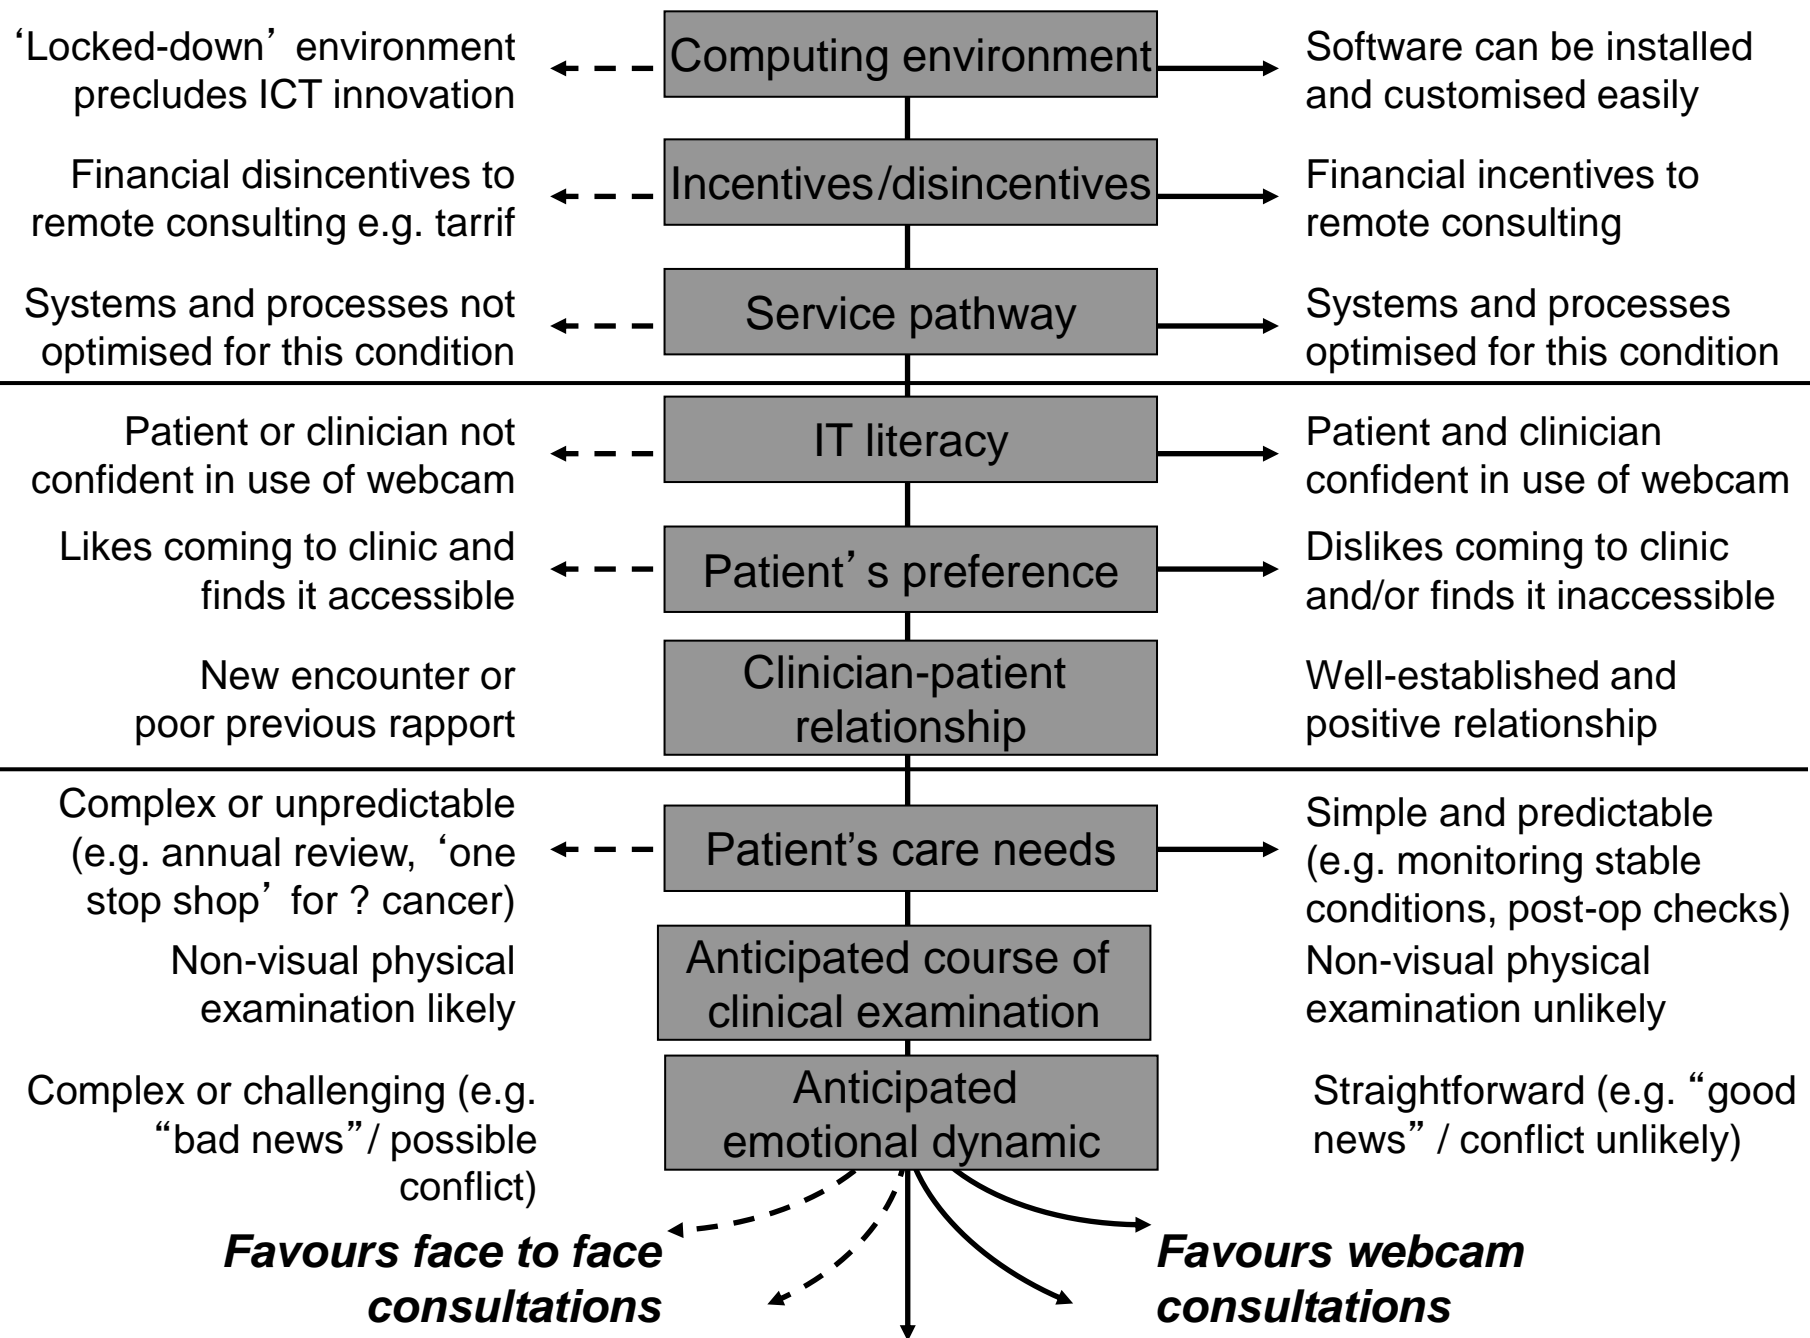 ‘Locked-down’ environment
precludes ICT innovation
Computing environment
Software can be installed
and customised easily
Financial disincentives to
remote consulting e.g. tarrif
Incentives/disincentives
Financial incentives to
remote consulting
Systems and processes not
optimised for this condition
Service pathway
Systems and processes
optimised for this condition
Patient or clinician not
confident in use of webcam
IT literacy
Patient and clinician
confident in use of webcam
Likes coming to clinic and
finds it accessible
Patient’s preference
Dislikes coming to clinic
and/or finds it inaccessible
New encounter or
poor previous rapport
Clinician-patient
relationship
Well-established and
positive relationship
Complex or unpredictable
(e.g. annual review, ‘one
stop shop’ for ? cancer)
Patient’s care needs
Simple and predictable
(e.g. monitoring stable
conditions, post-op checks)
Non-visual physical
examination likely
Anticipated course of
clinical examination
Non-visual physical
examination unlikely
Complex or challenging (e.g.
“bad news”/ possible
conflict)
Anticipated
emotional dynamic
Straightforward (e.g. “good
news” / conflict unlikely)
Favours face to face
consultations
Favours webcam
consultations